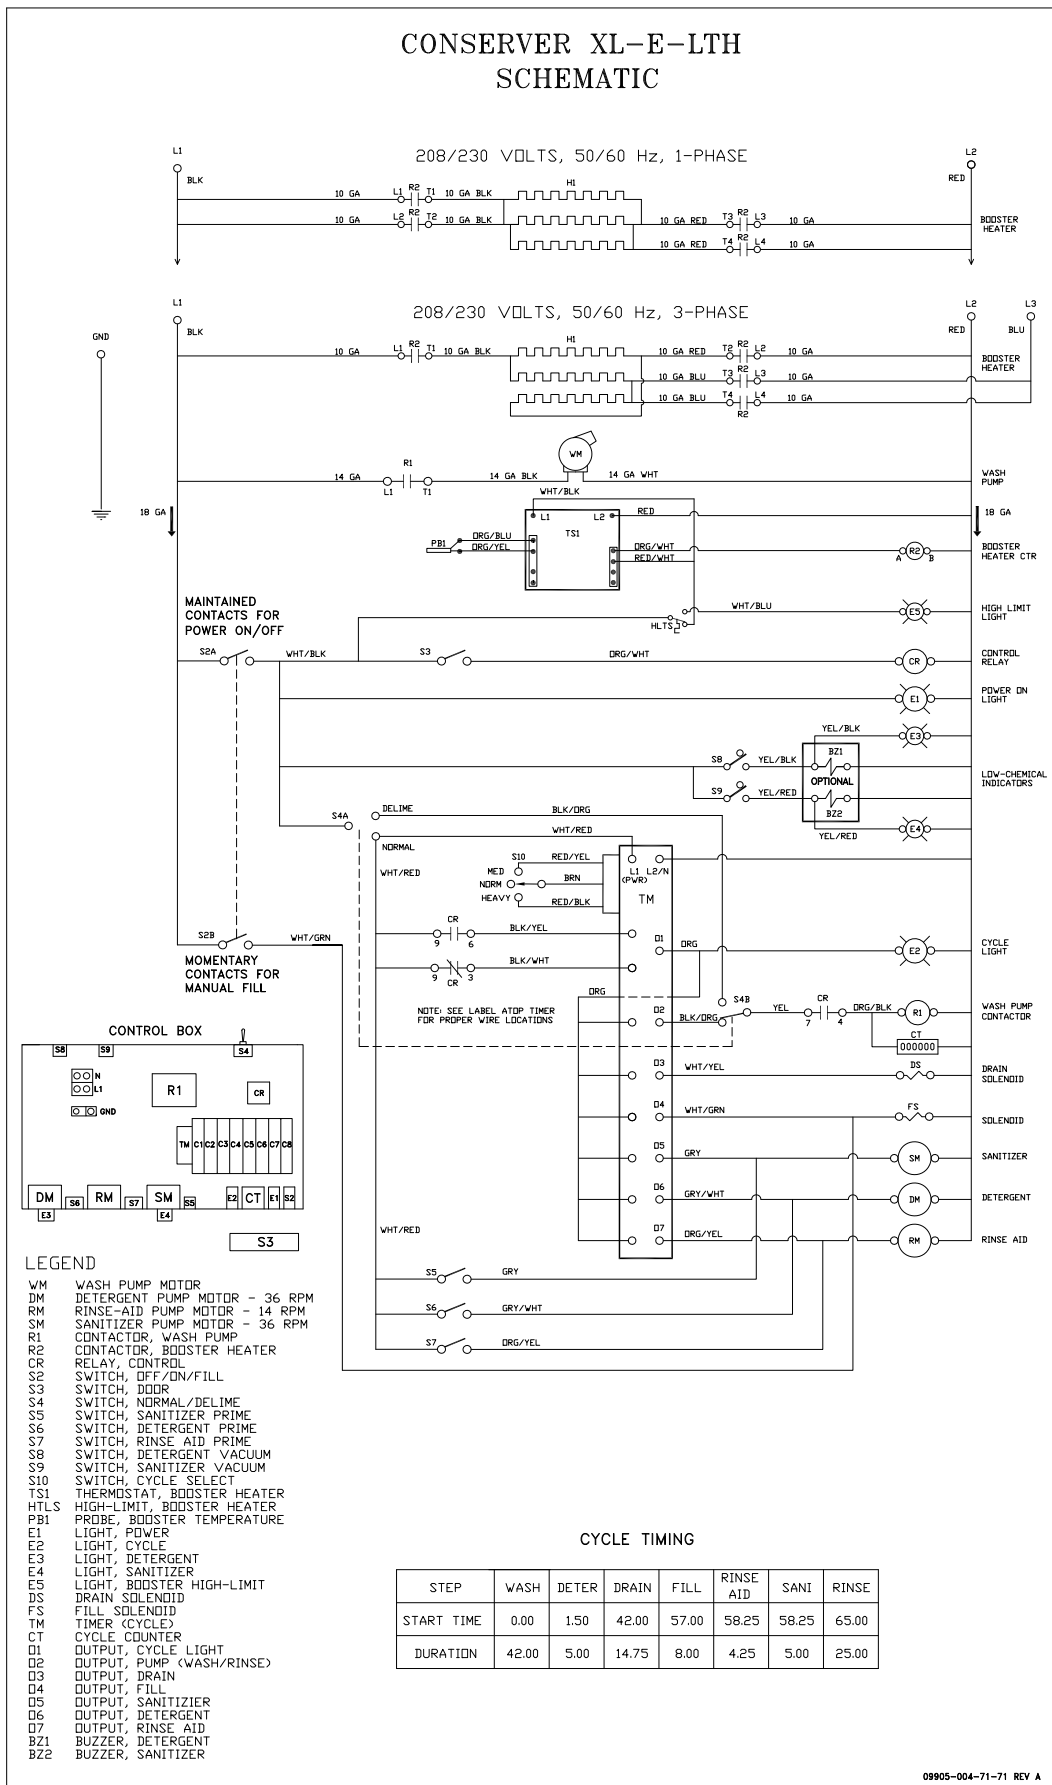 CONSERVER XL-E-LTH
SCHEMATIC
208/230 VOLTS, 50/60 Hz, 1-PHASE
L1
L2
BLK
RED
10 GA L1 R2 T1 10 GA BLK H1
10 GA L2 R2 T2 10 GA BLK
10 GA RED T3 R2 L3 10 GA
10 GA RED T4 R2 L4 10 GA
BOOSTER
HEATER
208/230 VOLTS, 50/60 Hz, 3-PHASE
L1
L2 L3
GND
BLK
RED BLU
10 GA L1 R2 T1 10 GA BLK H1 10 GA RED T2 R2 L2 10 GA
10 GA BLU T3 R2 L3 10 GA
10 GA BLU T4 R2 L4 10 GA
BOOSTER
HEATER
WM
14 GA L1 R1 T1 14 GA BLK 14 GA WHT
WASH
PUMP
18 GA
18 GA
WHT/BLK
L1 L2 RED
TS1
PB1 ORG/BLU
ORG/YEL
ORG/WHT
RED/WHT
A R2 B
BOOSTER
HEATER CTR
MAINTAINED
CONTACTS FOR
POWER ON/OFF
HLTS WHT/BLU E5
HIGH LIMIT
LIGHT
S2A WHT/BLK S3 ORG/WHT CR
CONTROL
RELAY
E1
POWER ON
LIGHT
YEL/BLK E3
S8 YEL/BLK BZ1
OPTIONAL
S9 YEL/RED BZ2
YEL/RED E4
LOW-CHEMICAL
INDICATORS
S4A DELIME BLK/ORG
NORMAL WHT/RED
WHT/RED
S10 RED/YEL
MED
NORM BRN
HEAVY RED/BLK
L1 L2/N
(PWR)
TM
CR
9 6 BLK/YEL
9 3 BLK/WHT
CR
S2B WHT/GRN
MOMENTARY
CONTACTS FOR
MANUAL FILL
O1 ORG E2
CYCLE
LIGHT
ORG
NOTE: SEE LABEL ATOP TIMER
FOR PROPER WIRE LOCATIONS
O2 BLK/ORG S4B YEL 7 CR 4 ORG/BLK R1
WASH PUMP
CONTACTOR
CT
000000
O3 WHT/YEL DS
DRAIN
SOLENOID
O4 WHT/GRN FS
SOLENOID
O5 GRY SM
SANITIZER
O6 GRY/WHT DM
DETERGENT
O7 ORG/YEL RM
RINSE AID
WHT/RED
S5 GRY
S6 GRY/WHT
S7 ORG/YEL
CONTROL BOX
S8 S9 S4
N
L1
GND
R1 CR
TM C1 C2 C3 C4 C5 C6 C7 C8
DM S6 RM S7 SM S5 E2 CT E1 S2
E3 E4
S3
LEGEND
WM WASH PUMP MOTOR
DM DETERGENT PUMP MOTOR - 36 RPM
RM RINSE-AID PUMP MOTOR - 14 RPM
SM SANITIZER PUMP MOTOR - 36 RPM
R1 CONTACTOR, WASH PUMP
R2 CONTACTOR, BOOSTER HEATER
CR RELAY, CONTROL
S2 SWITCH, OFF/ON/FILL
S3 SWITCH, DOOR
S4 SWITCH, NORMAL/DELIME
S5 SWITCH, SANITIZER PRIME
S6 SWITCH, DETERGENT PRIME
S7 SWITCH, RINSE AID PRIME
S8 SWITCH, DETERGENT VACUUM
S9 SWITCH, SANITIZER VACUUM
S10 SWITCH, CYCLE SELECT
TS1 THERMOSTAT, BOOSTER HEATER
HTLS HIGH-LIMIT, BOOSTER HEATER
PB1 PROBE, BOOSTER TEMPERATURE
E1 LIGHT, POWER
E2 LIGHT, CYCLE
E3 LIGHT, DETERGENT
E4 LIGHT, SANITIZER
E5 LIGHT, BOOSTER HIGH-LIMIT
DS DRAIN SOLENOID
FS FILL SOLENOID
TM TIMER (CYCLE)
CT CYCLE COUNTER
O1 OUTPUT, CYCLE LIGHT
O2 OUTPUT, PUMP (WASH/RINSE)
O3 OUTPUT, DRAIN
O4 OUTPUT, FILL
O5 OUTPUT, SANITIZIER
O6 OUTPUT, DETERGENT
O7 OUTPUT, RINSE AID
BZ1 BUZZER, DETERGENT
BZ2 BUZZER, SANITIZER
CYCLE TIMING
STEP WASH DETER DRAIN FILL RINSE AID SANI RINSE
START TIME 0.00 1.50 42.00 57.00 58.25 58.25 65.00
DURATION 42.00 5.00 14.75 8.00 4.25 5.00 25.00
09905-004-71-71 REV A